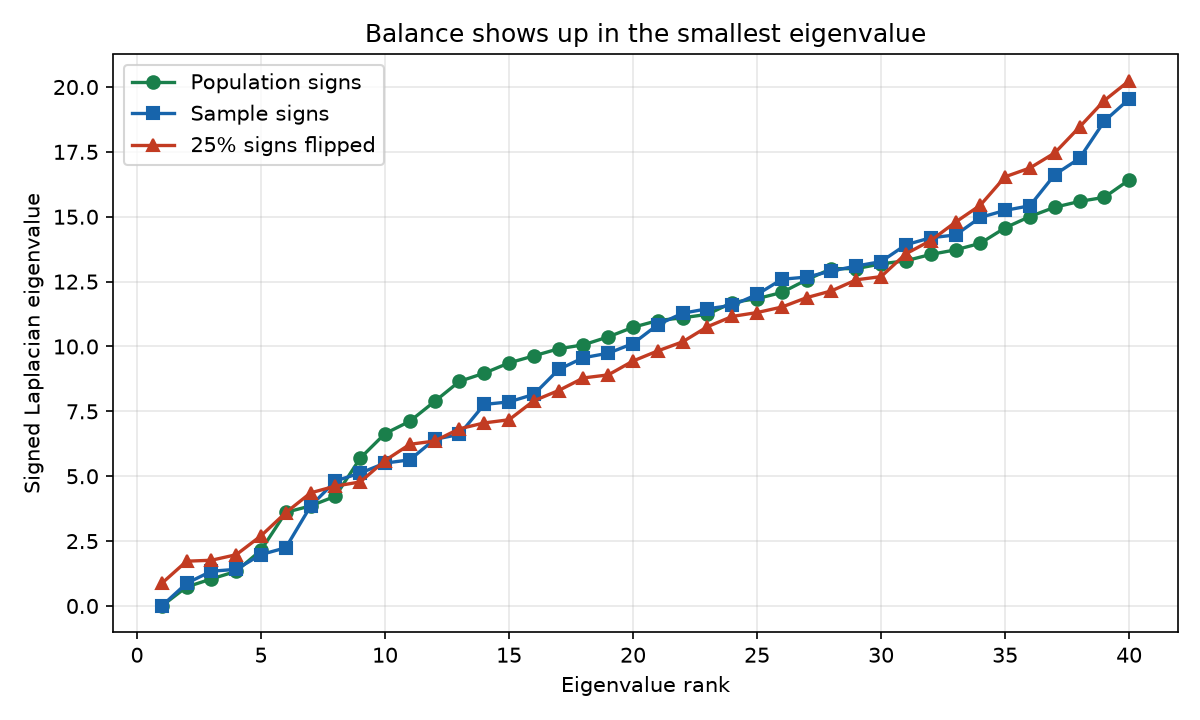 Balance shows up in the smallest eigenvalue
Population signs
Sample signs
25% signs flipped
Signed Laplacian eigenvalue
20.0
17.5
15.0
12.5
10.0
7.5
5.0
2.5
0.0
0 5 10 15 20 25 30 35 40
Eigenvalue rank